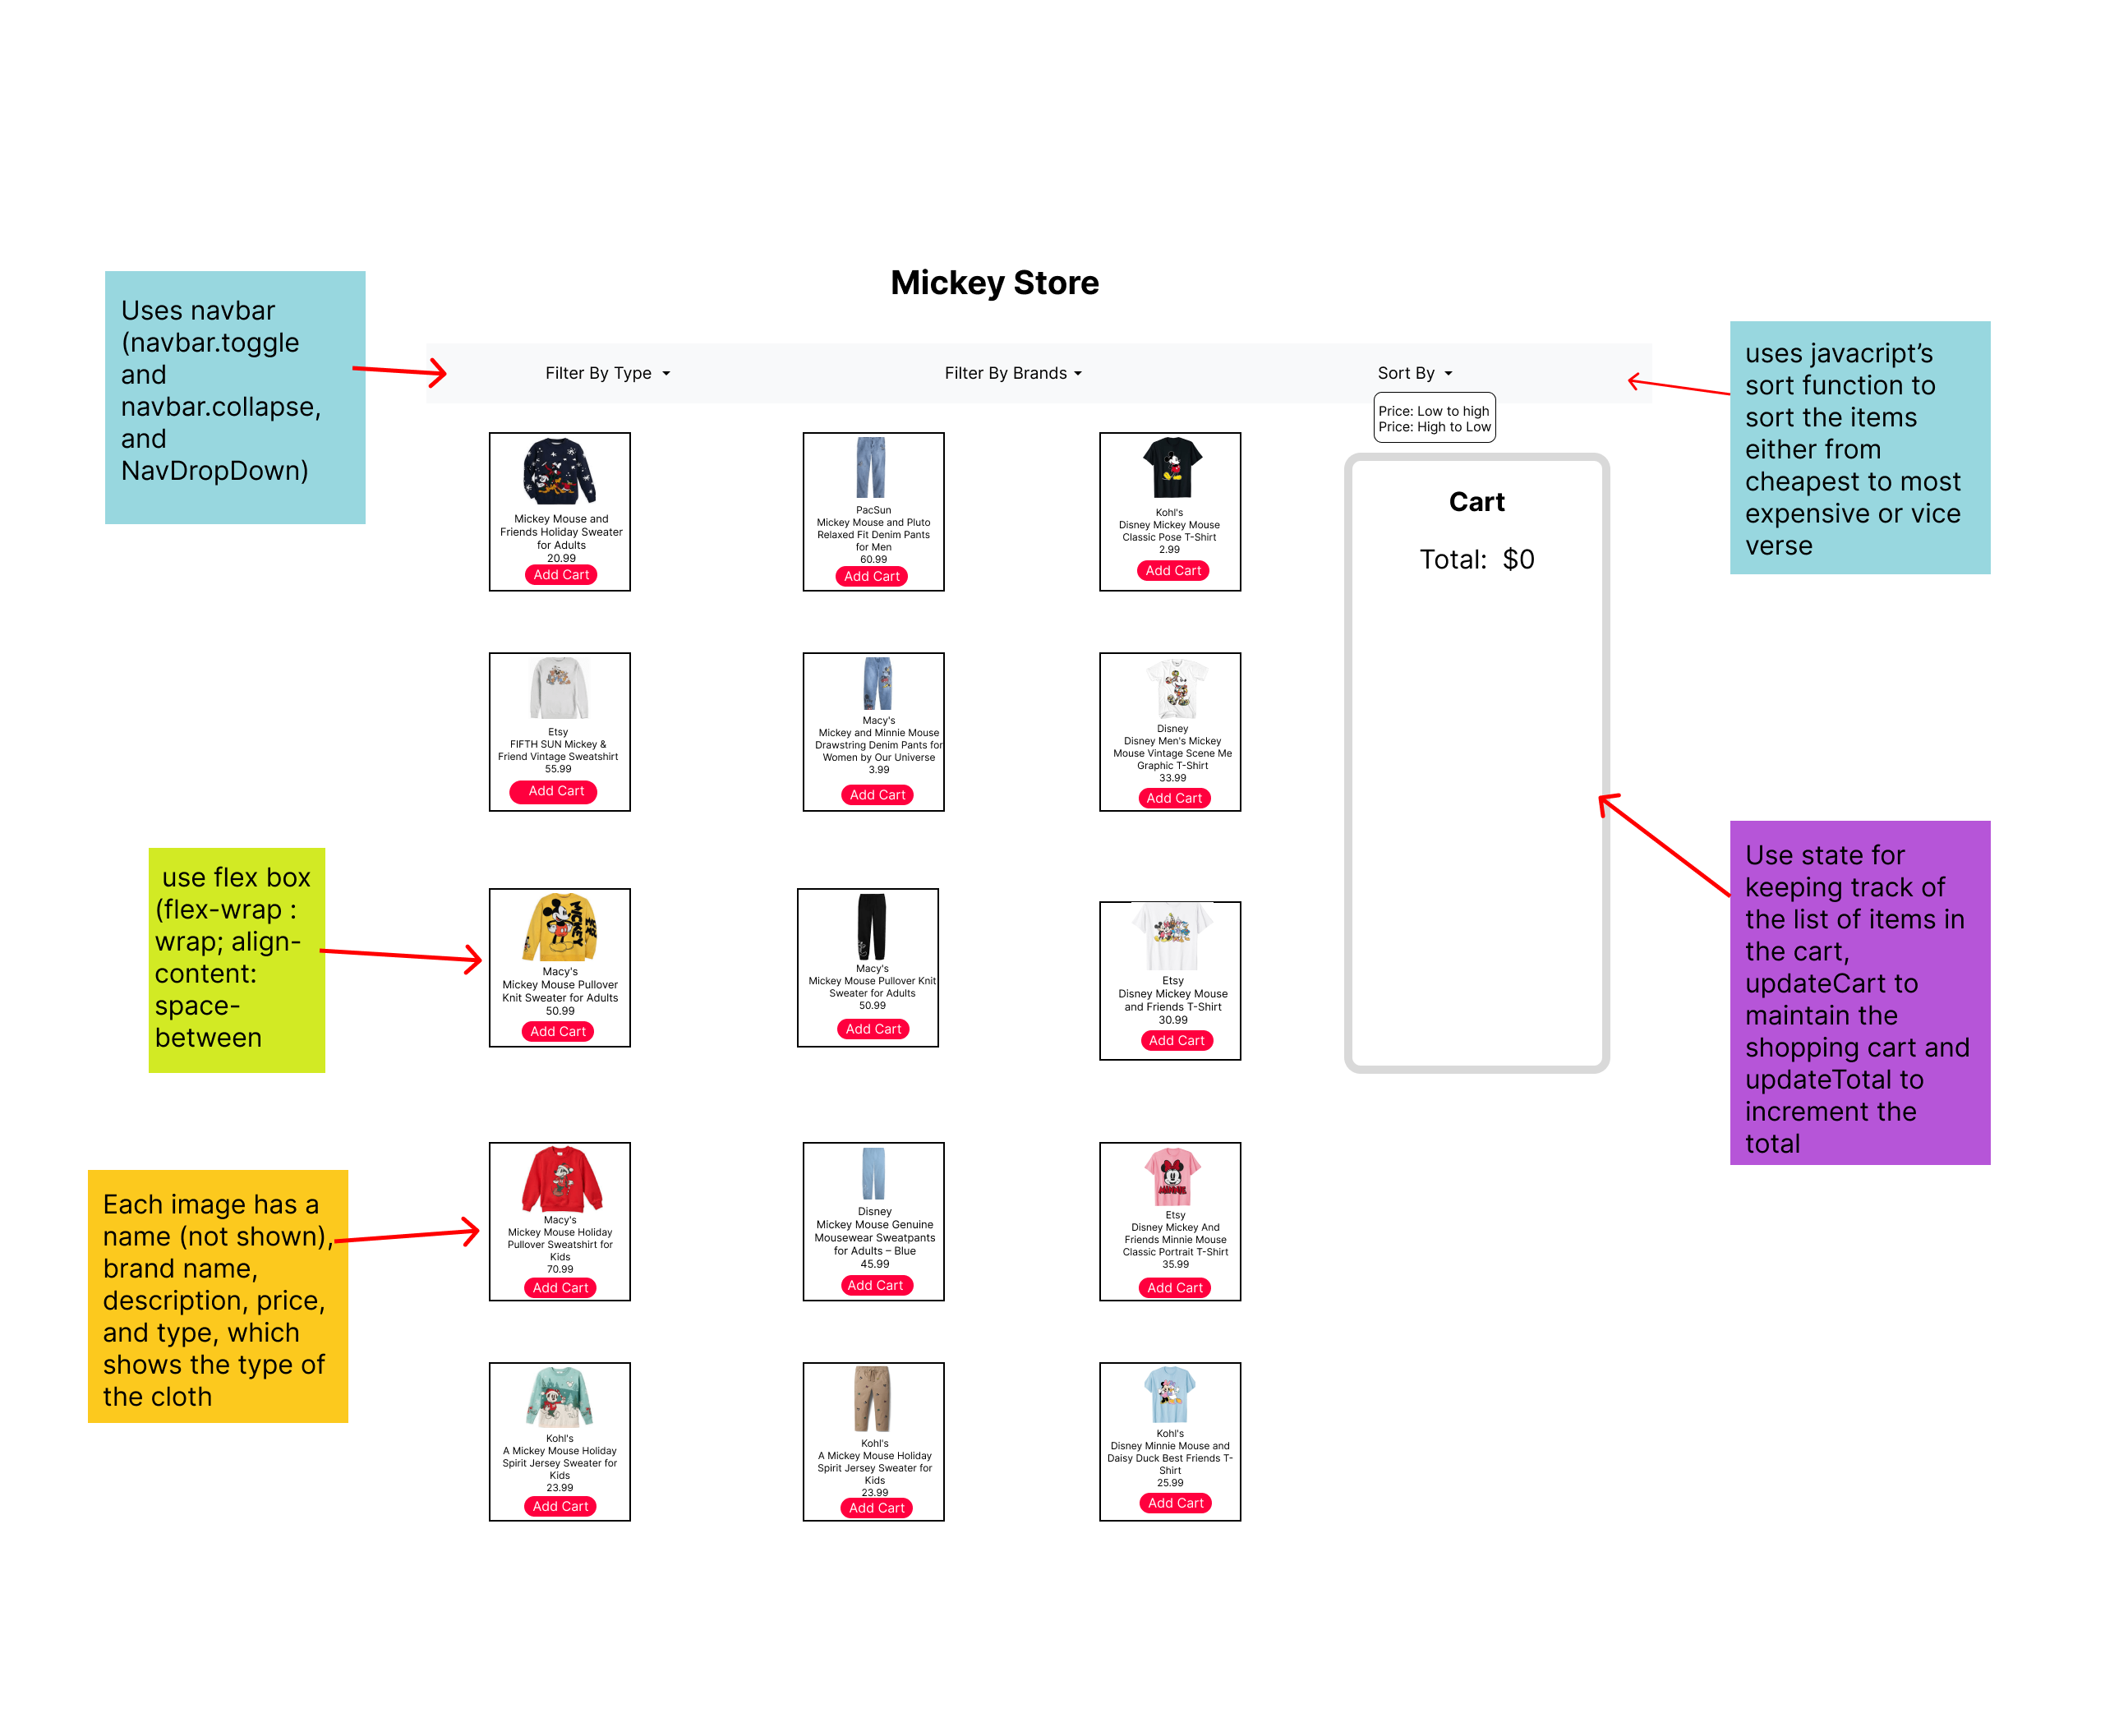 Mickey Store
Uses navbar
(navbar.toggle
and
navbar.collapse,
and
NavDropDown)
Filter By Type
Filter By Brands
Sort By
Price: Low to high
Price: High to Low
uses javacript’s
sort function to
sort the items
either from
cheapest to most
expensive or vice
verse
Mickey Mouse and
Friends Holiday Sweater
for Adults
20.99
Add Cart
PacSun
Mickey Mouse and Pluto
Relaxed Fit Denim Pants
for Men
60.99
Add Cart
Kohl's
Disney Mickey Mouse
Classic Pose T-Shirt
2.99
Add Cart
Cart
Total: $0
Etsy
FIFTH SUN Mickey &
Friend Vintage Sweatshirt
55.99
Add Cart
Macy's
Mickey and Minnie Mouse
Drawstring Denim Pants for
Women by Our Universe
3.99
Add Cart
Disney
Disney Men's Mickey
Mouse Vintage Scene Me
Graphic T-Shirt
33.99
Add Cart
use flex box
(flex-wrap :
wrap; align-
content:
space-
between
MICKEY
Macy's
Mickey Mouse Pullover
Knit Sweater for Adults
50.99
Add Cart
Macy's
Mickey Mouse Pullover Knit
Sweater for Adults
50.99
Add Cart
Etsy
Disney Mickey Mouse
and Friends T-Shirt
30.99
Add Cart
Use state for
keeping track of
the list of items in
the cart,
updateCart to
maintain the
shopping cart and
updateTotal to
increment the
total
Each image has a
name (not shown),
brand name,
description, price,
and type, which
shows the type of
the cloth
Macy's
Mickey Mouse Holiday
Pullover Sweatshirt for
Kids
70.99
Add Cart
Disney
Mickey Mouse Genuine
Mousewear Sweatpants
for Adults – Blue
45.99
Add Cart
MINNIE
Etsy
Disney Mickey And
Friends Minnie Mouse
Classic Portrait T-Shirt
35.99
Add Cart
Kohl's
A Mickey Mouse Holiday
Spirit Jersey Sweater for
Kids
23.99
Add Cart
Kohl's
A Mickey Mouse Holiday
Spirit Jersey Sweater for
Kids
23.99
Add Cart
Kohl's
Disney Minnie Mouse and
Daisy Duck Best Friends T-
Shirt
25.99
Add Cart